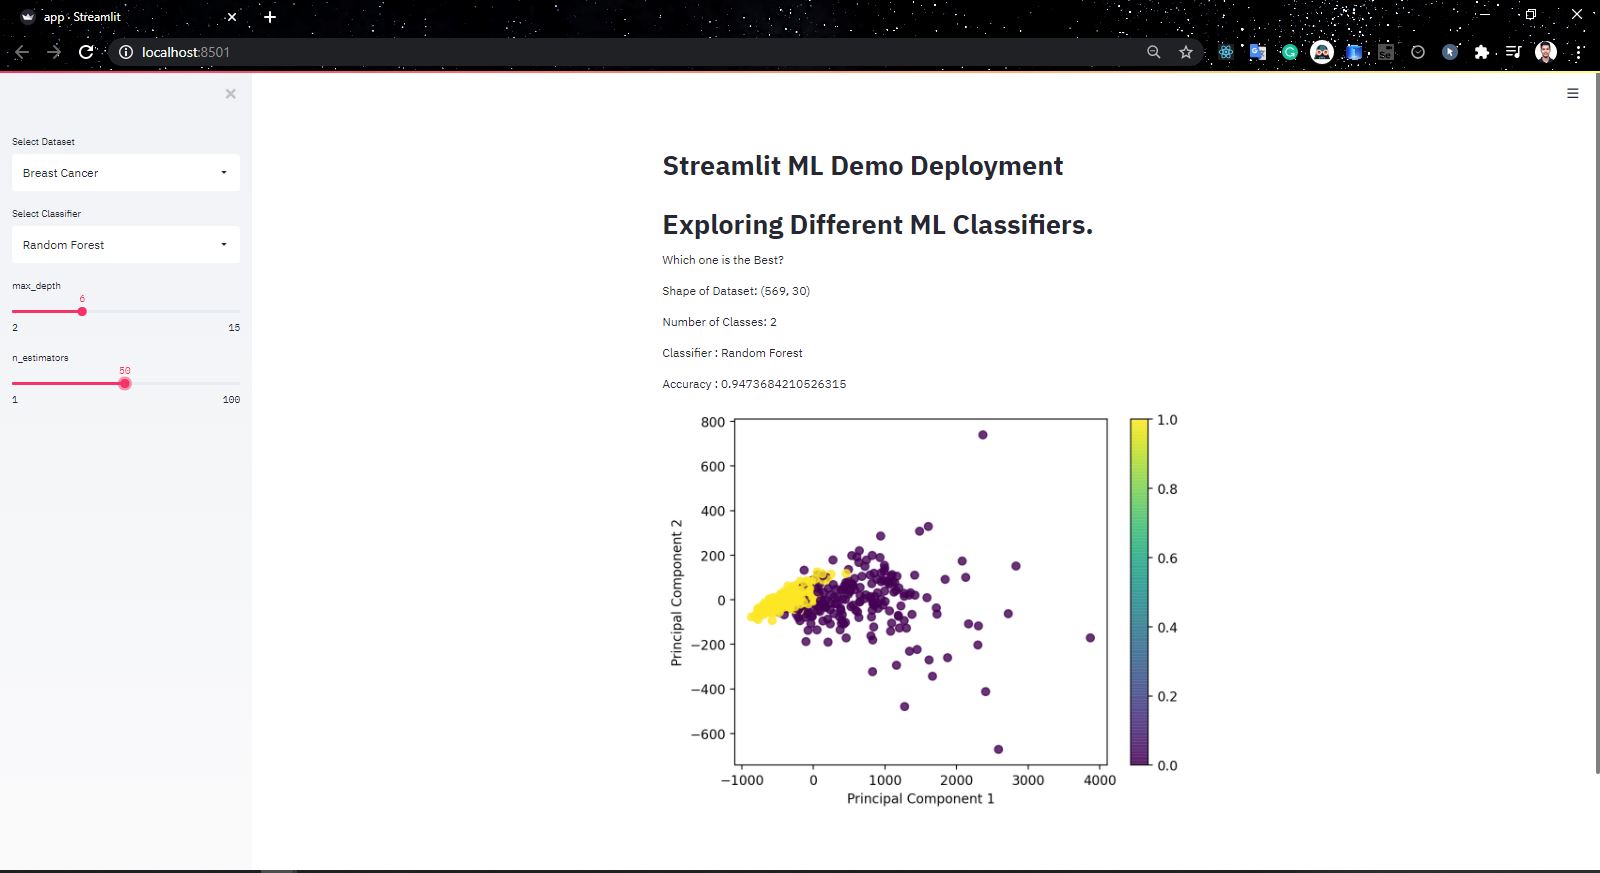 app · Streamlit
localhost:8501
Select Dataset
Breast Cancer
Select Classifier
Random Forest
max_depth
6
2 15
n_estimators
50
1 100
Streamlit ML Demo Deployment
Exploring Different ML Classifiers.
Which one is the Best?
Shape of Dataset: (569, 30)
Number of Classes: 2
Classifier : Random Forest
Accuracy : 0.9473684210526315
800
600
400
200
0
−200
−400
−600
Principal Component 2
−1000 0 1000 2000 3000 4000
Principal Component 1
1.0
0.8
0.6
0.4
0.2
0.0